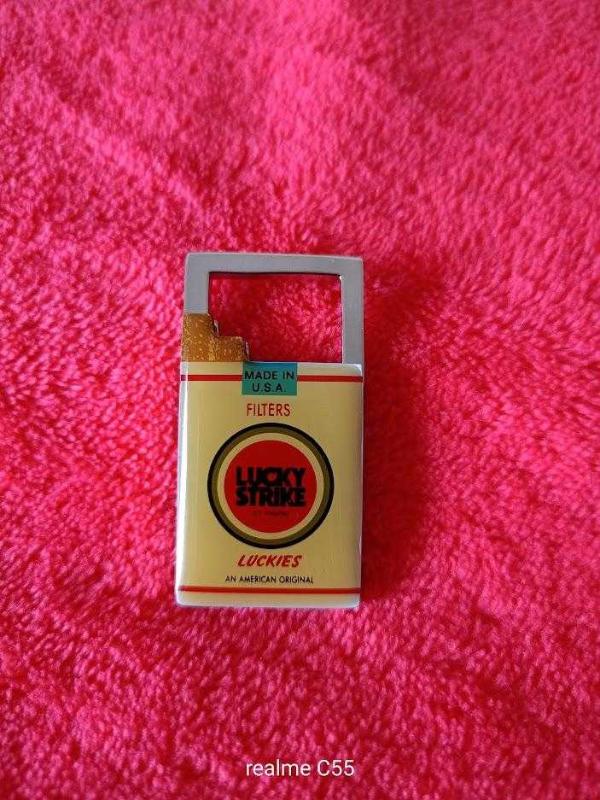 MADE IN
U.S.A.
FILTERS
LUCKY
STRIKE
LUCKIES
AN AMERICAN ORIGINAL
realme C55